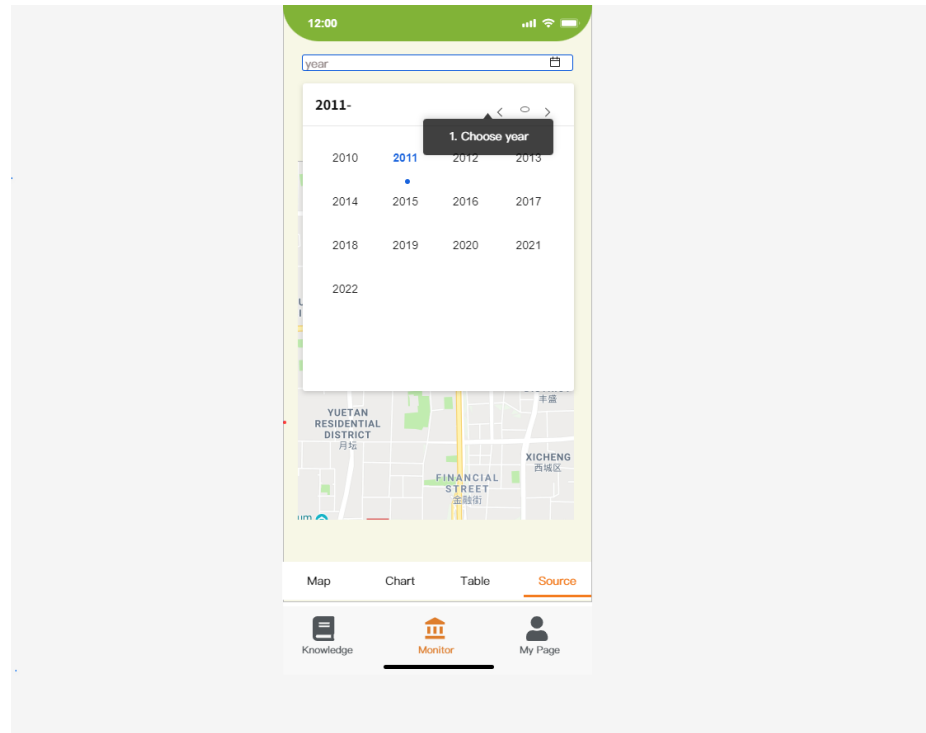 12:00
year
2011-
1. Choose year
2010 2011 2012 2013
2014 2015 2016 2017
2018 2019 2020 2021
2022
丰盛
YUETAN
RESIDENTIAL
DISTRICT
月坛
XICHENG
西城区
FINANCIAL
STREET
金融街
Map Chart Table Source
Knowledge Monitor My Page